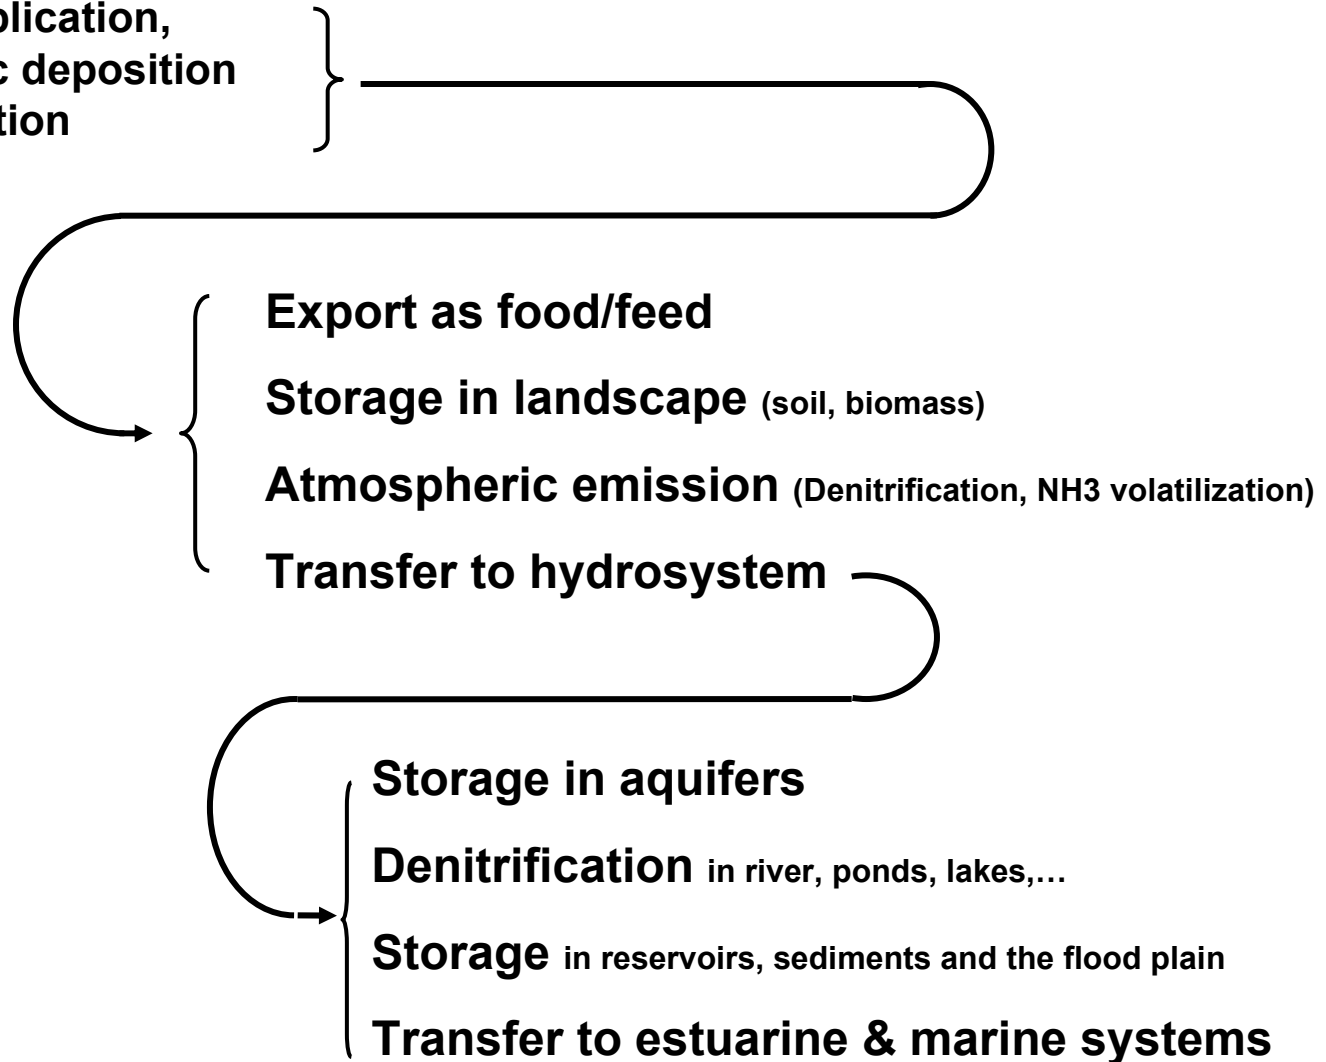 deposition
Export as food/feed
Storage in landscape (soil, biomass)
Atmospheric emission (Denitrification, NH3 volatilization)
Transfer to hydrosystem
Storage in aquifers
Denitrification in river, ponds, lakes,…
Storage in reservoirs, sediments and the flood plain
Transfer to estuarine & marine systems